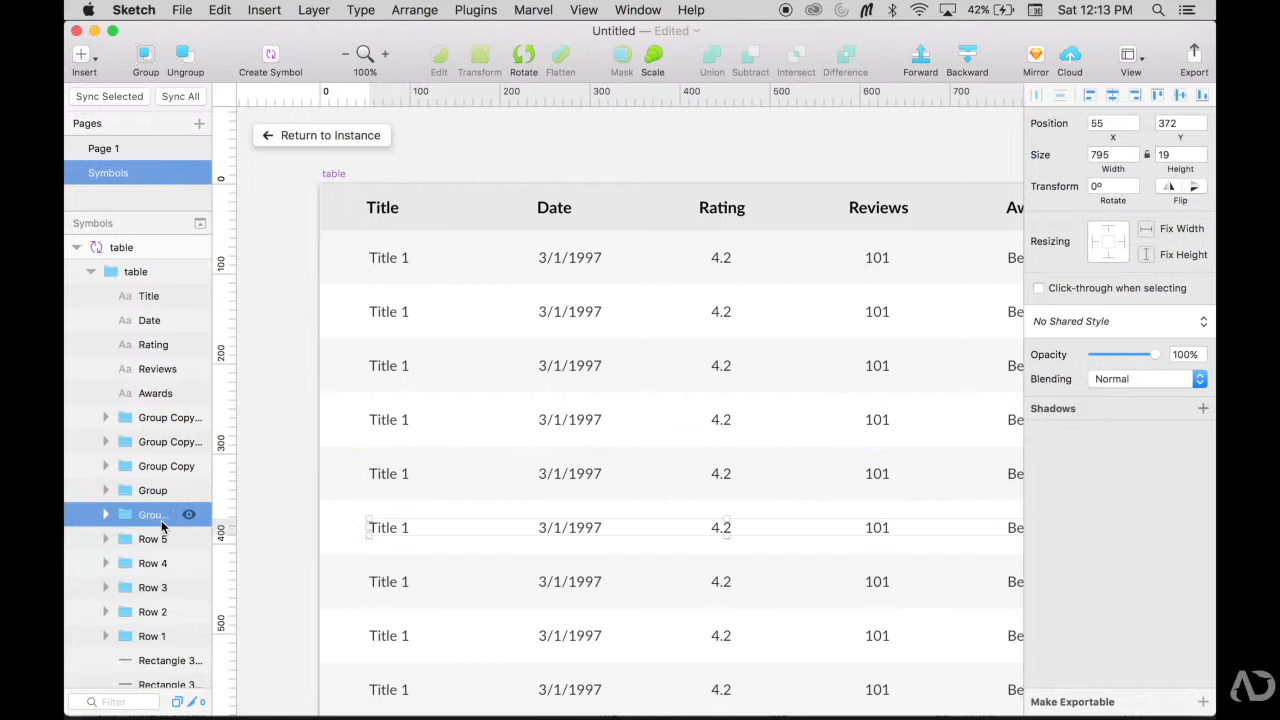 Sketch File Edit Insert Layer Type Arrange Plugins Marvel View Window Help 42% Sat 12:13 PM
Untitled — Edited
Insert Group Ungroup Create Symbol 100% Edit Transform Rotate Flatten Mask Scale Union Subtract Intersect Difference Forward Backward Mirror Cloud View Export
Sync Selected Sync All
0 100 200 300 400 500 600 700
Pages
Position 55 372
X Y
Page 1
Return to Instance
Size 795 19
Width Height
Symbols
table
0
Transform 0º
Rotate Flip
Title Date Rating Reviews Aw
Symbols
Resizing Fix Width
Fix Height
table
Title 1 3/1/1997 4.2 101 Be
100
table
Click-through when selecting
Title
Title 1 3/1/1997 4.2 101 Be
Date
No Shared Style
Rating
200
Opacity 100%
Reviews
Title 1 3/1/1997 4.2 101 Be
Blending Normal
Awards
Shadows
Group Copy...
Title 1 3/1/1997 4.2 101 Be
Group Copy...
300
Group Copy
Title 1 3/1/1997 4.2 101 Be
Group
Grou...
Title 1 3/1/1997 4.2 101 Be
400
Row 5
Row 4
Title 1 3/1/1997 4.2 101 Be
Row 3
Row 2
500
Row 1
Title 1 3/1/1997 4.2 101 Be
Rectangle 3...
Rectangle 3...
Title 1 3/1/1997 4.2 101 Be
Filter 0
Make Exportable